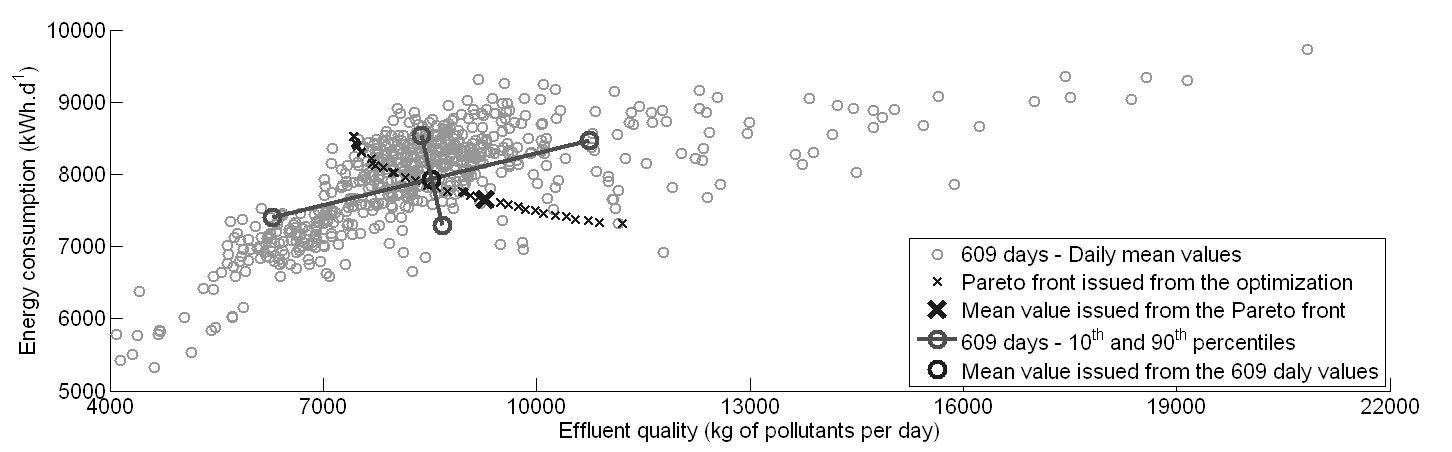 10000
9000
8000
7000
6000
5000
Energy consumption (kWh.d-1)
4000
7000
10000
13000
16000
19000
22000
Effluent quality (kg of pollutants per day)
609 days - Daily mean values
Pareto front issued from the optimization
Mean value issued from the Pareto front
609 days - 10th and 90th percentiles
Mean value issued from the 609 daly values